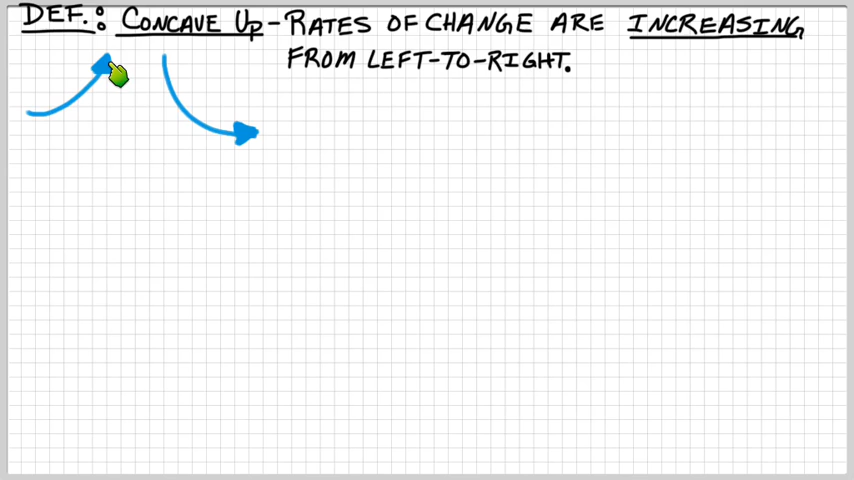 DEF.: CONCAVE UP - RATES OF CHANGE ARE INCREASING
FROM LEFT-TO-RIGHT.